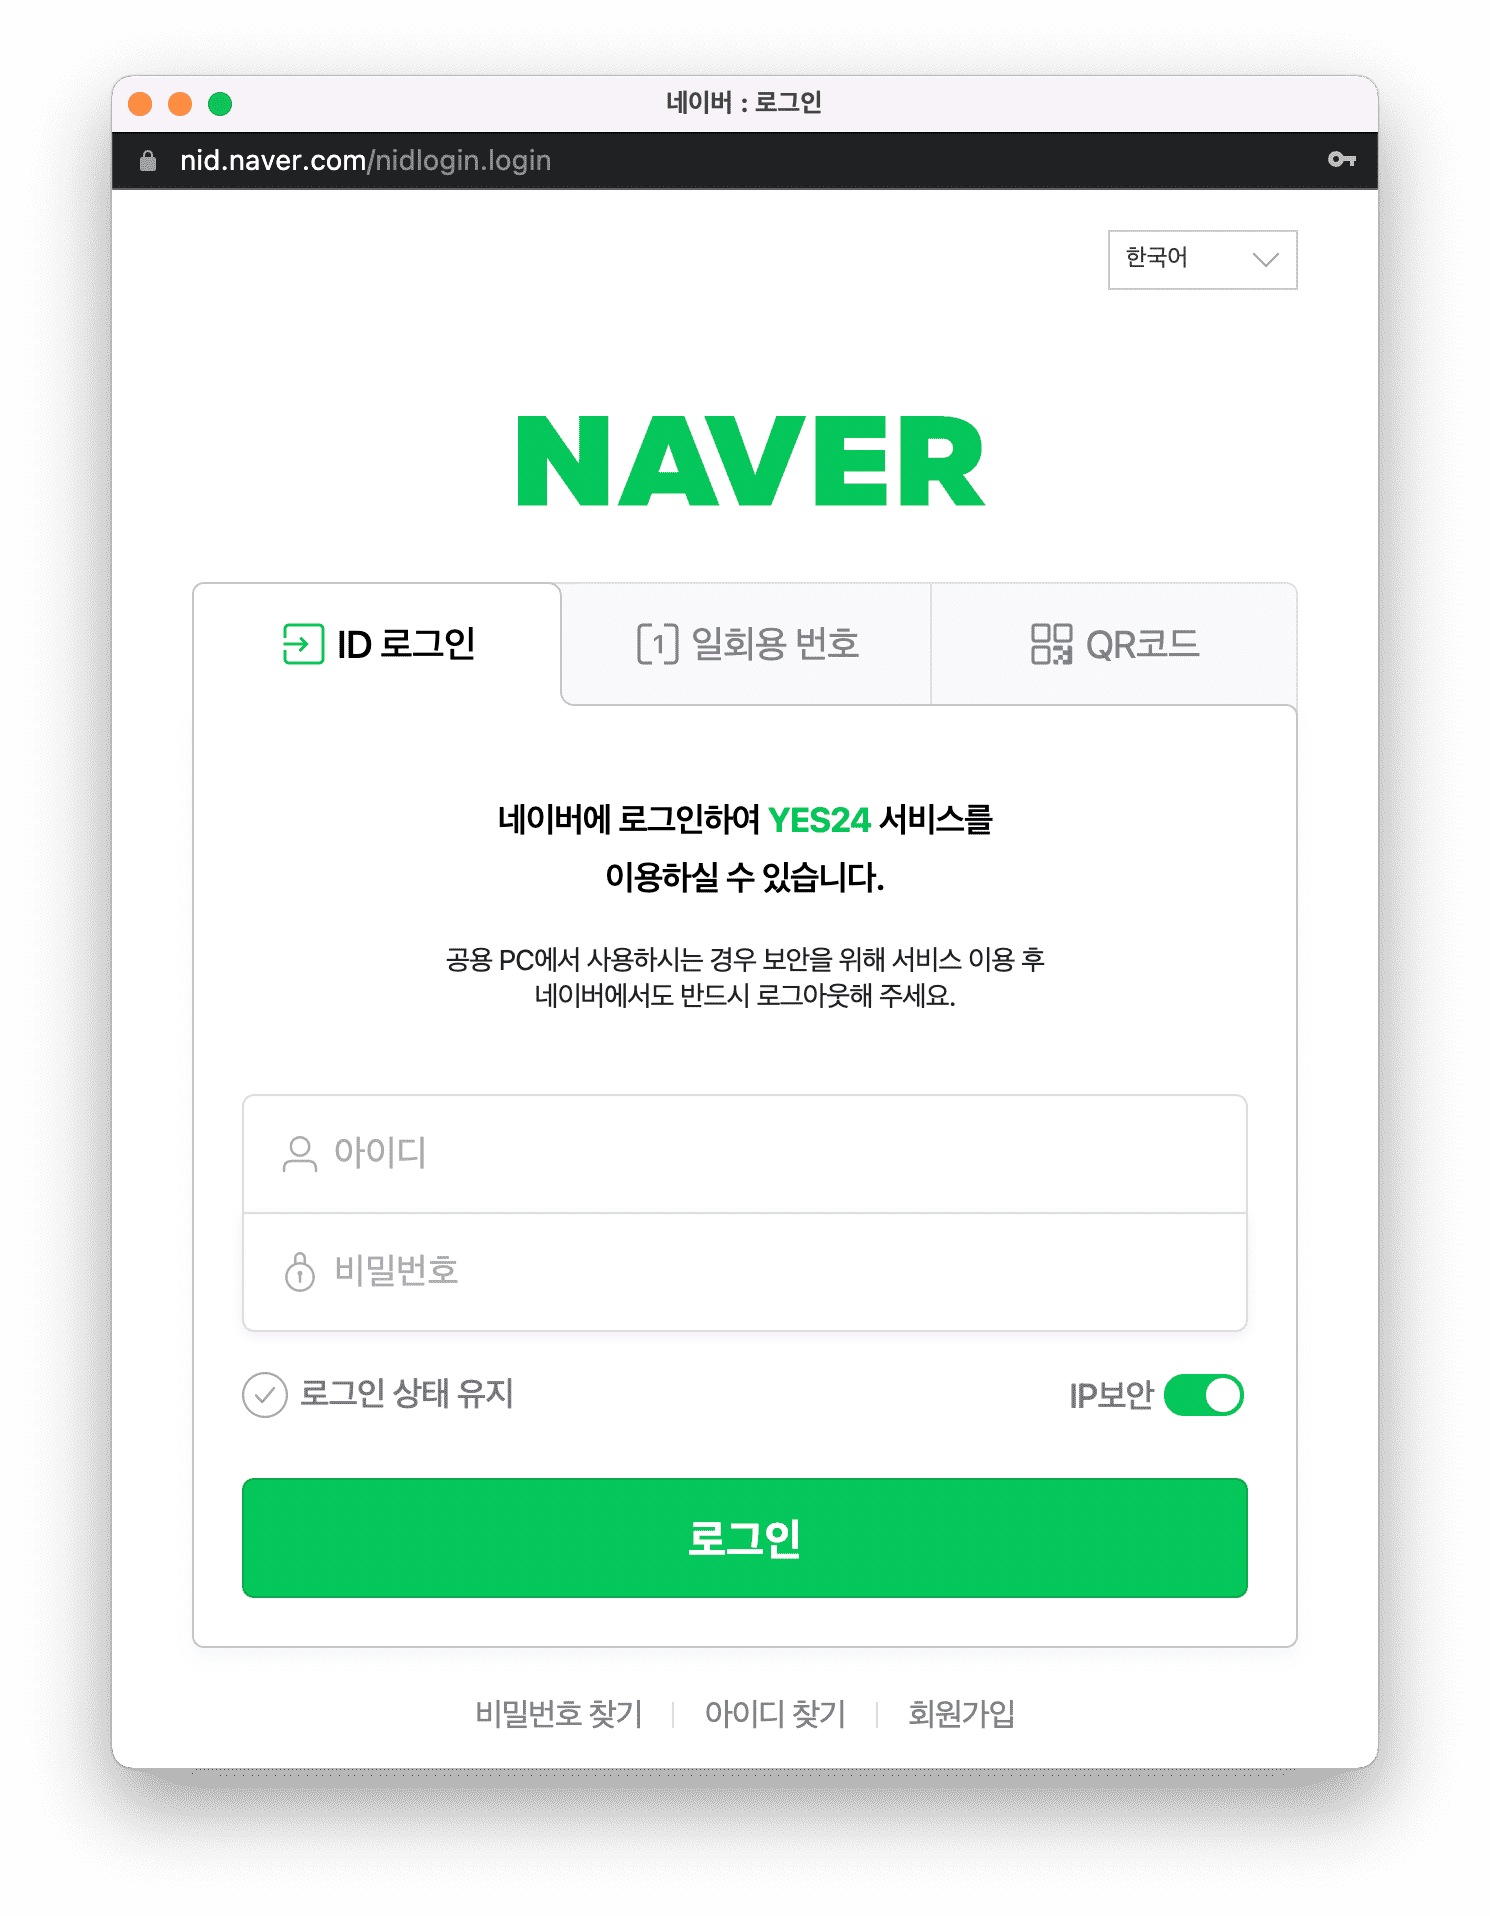 네이버 : 로그인
nid.naver.com/nidlogin.login
한국어
NAVER
ID 로그인
1 일회용 번호
QR코드
네이버에 로그인하여 YES24 서비스를
이용하실 수 있습니다.
공용 PC에서 사용하시는 경우 보안을 위해 서비스 이용 후
네이버에서도 반드시 로그아웃해 주세요.
아이디
비밀번호
로그인 상태 유지
IP보안
로그인
비밀번호 찾기
아이디 찾기
회원가입